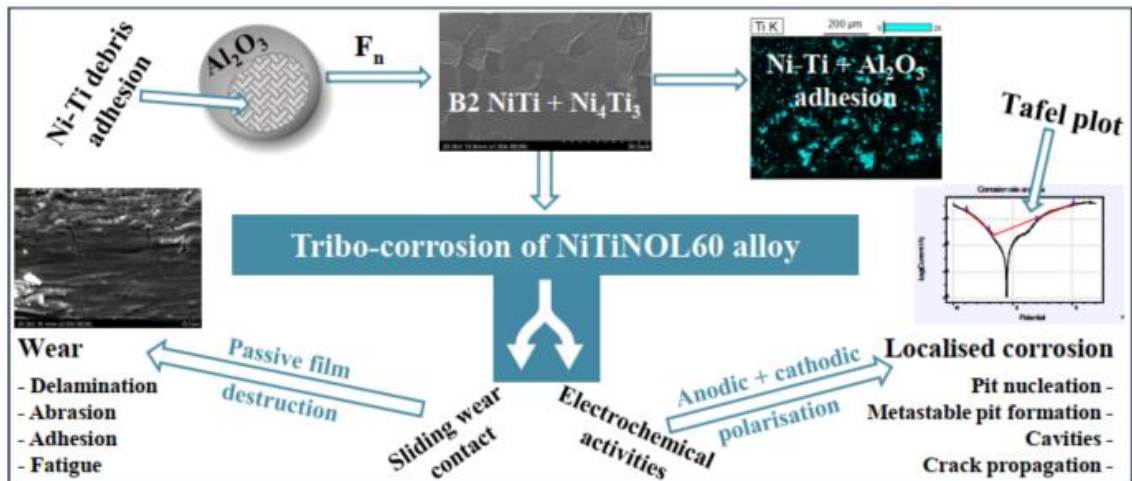 Ni-Ti debris
adhesion
Al₂O₃
Fₙ
B2 NiTi + Ni₄Ti₃
Ti K
200 µm
Ni-Ti + Al₂O₃
adhesion
Tafel plot
Tribo-corrosion of NiTiNOL60 alloy
Potential
Wear
- Delamination
- Abrasion
- Adhesion
- Fatigue
Passive film
destruction
Sliding wear
contact
Electrochemical
activities
Anodic + cathodic
polarisation
Localised corrosion
Pit nucleation -
Metastable pit formation -
Cavities -
Crack propagation -